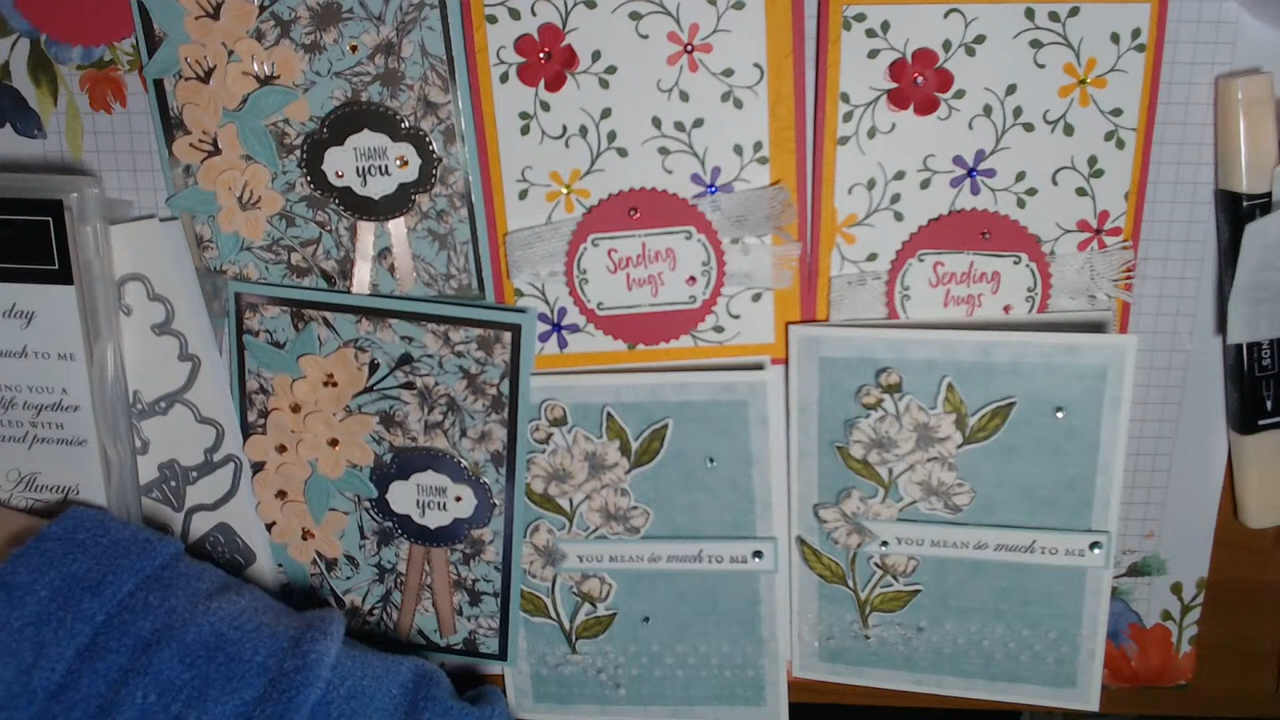 THANK
you
Sending
hugs
Sending
hugs
day
much TO ME
ING YOU A
life together
LED WITH
and promise
Always
THANK
you
YOU MEAN so much TO ME
YOU MEAN so much TO ME